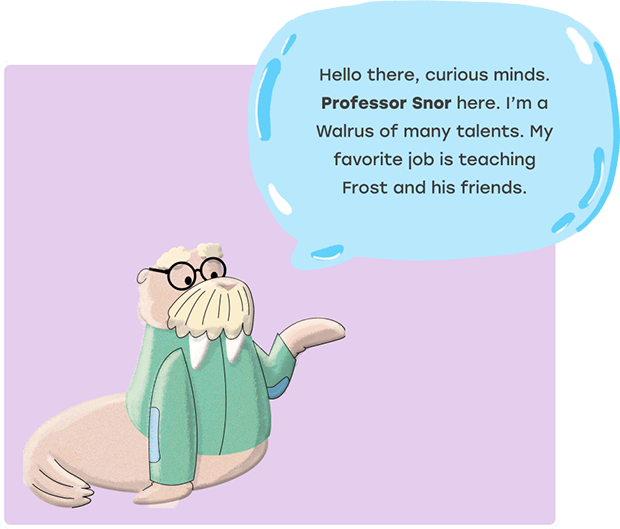 Hello there, curious minds.
Professor Snor here. I’m a
Walrus of many talents. My
favorite job is teaching
Frost and his friends.